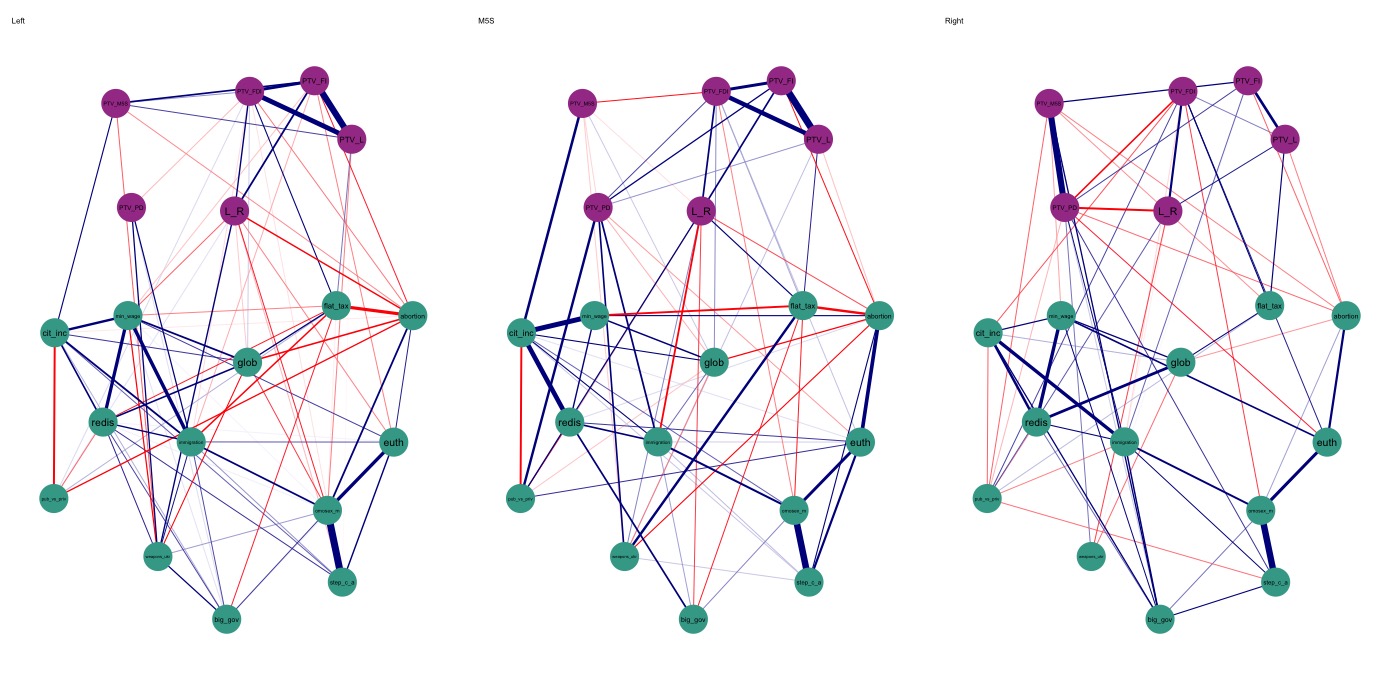 Left
M5S
Right
PTV_M5S
PTV_FDI
PTV_FI
PTV_L
PTV_PD
L_R
cit_inc
min_wage
flat_tax
abortion
glob
redis
immigration
euth
pub_vs_priv
omosex_m
weapons_ukr
step_c_a
big_gov
PTV_M5S
PTV_FDI
PTV_FI
PTV_L
PTV_PD
L_R
cit_inc
min_wage
flat_tax
abortion
glob
redis
immigration
euth
pub_vs_priv
omosex_m
weapons_ukr
step_c_a
big_gov
PTV_M5S
PTV_FDI
PTV_FI
PTV_L
PTV_PD
L_R
cit_inc
min_wage
flat_tax
abortion
glob
redis
immigration
euth
pub_vs_priv
omosex_m
weapons_ukr
step_c_a
big_gov